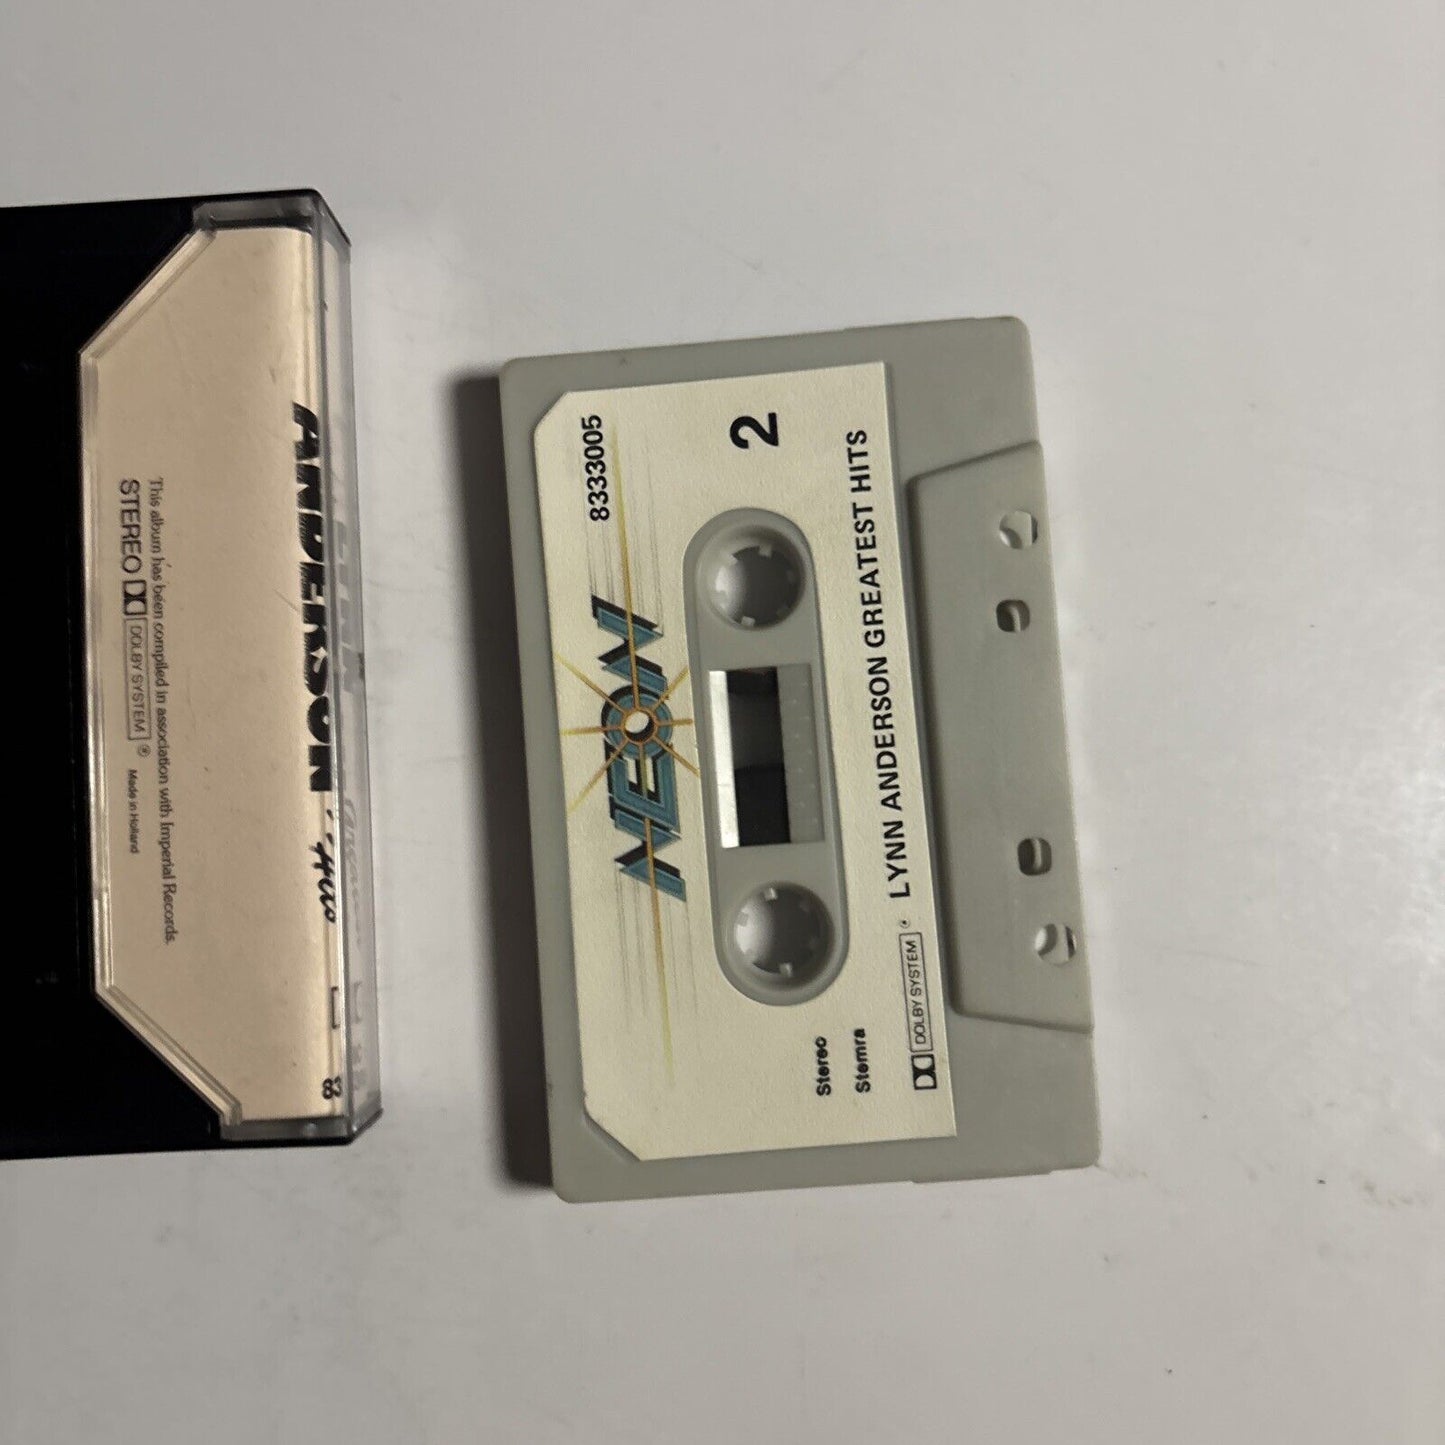 ANDERSON
83
This album has been compiled in association with Imperial Records.
STEREO DOLBY SYSTEM ® Made in Holland
NEON
8333005
2
Stereo
Stemra
DOLBY SYSTEM ® LYNN ANDERSON GREATEST HITS